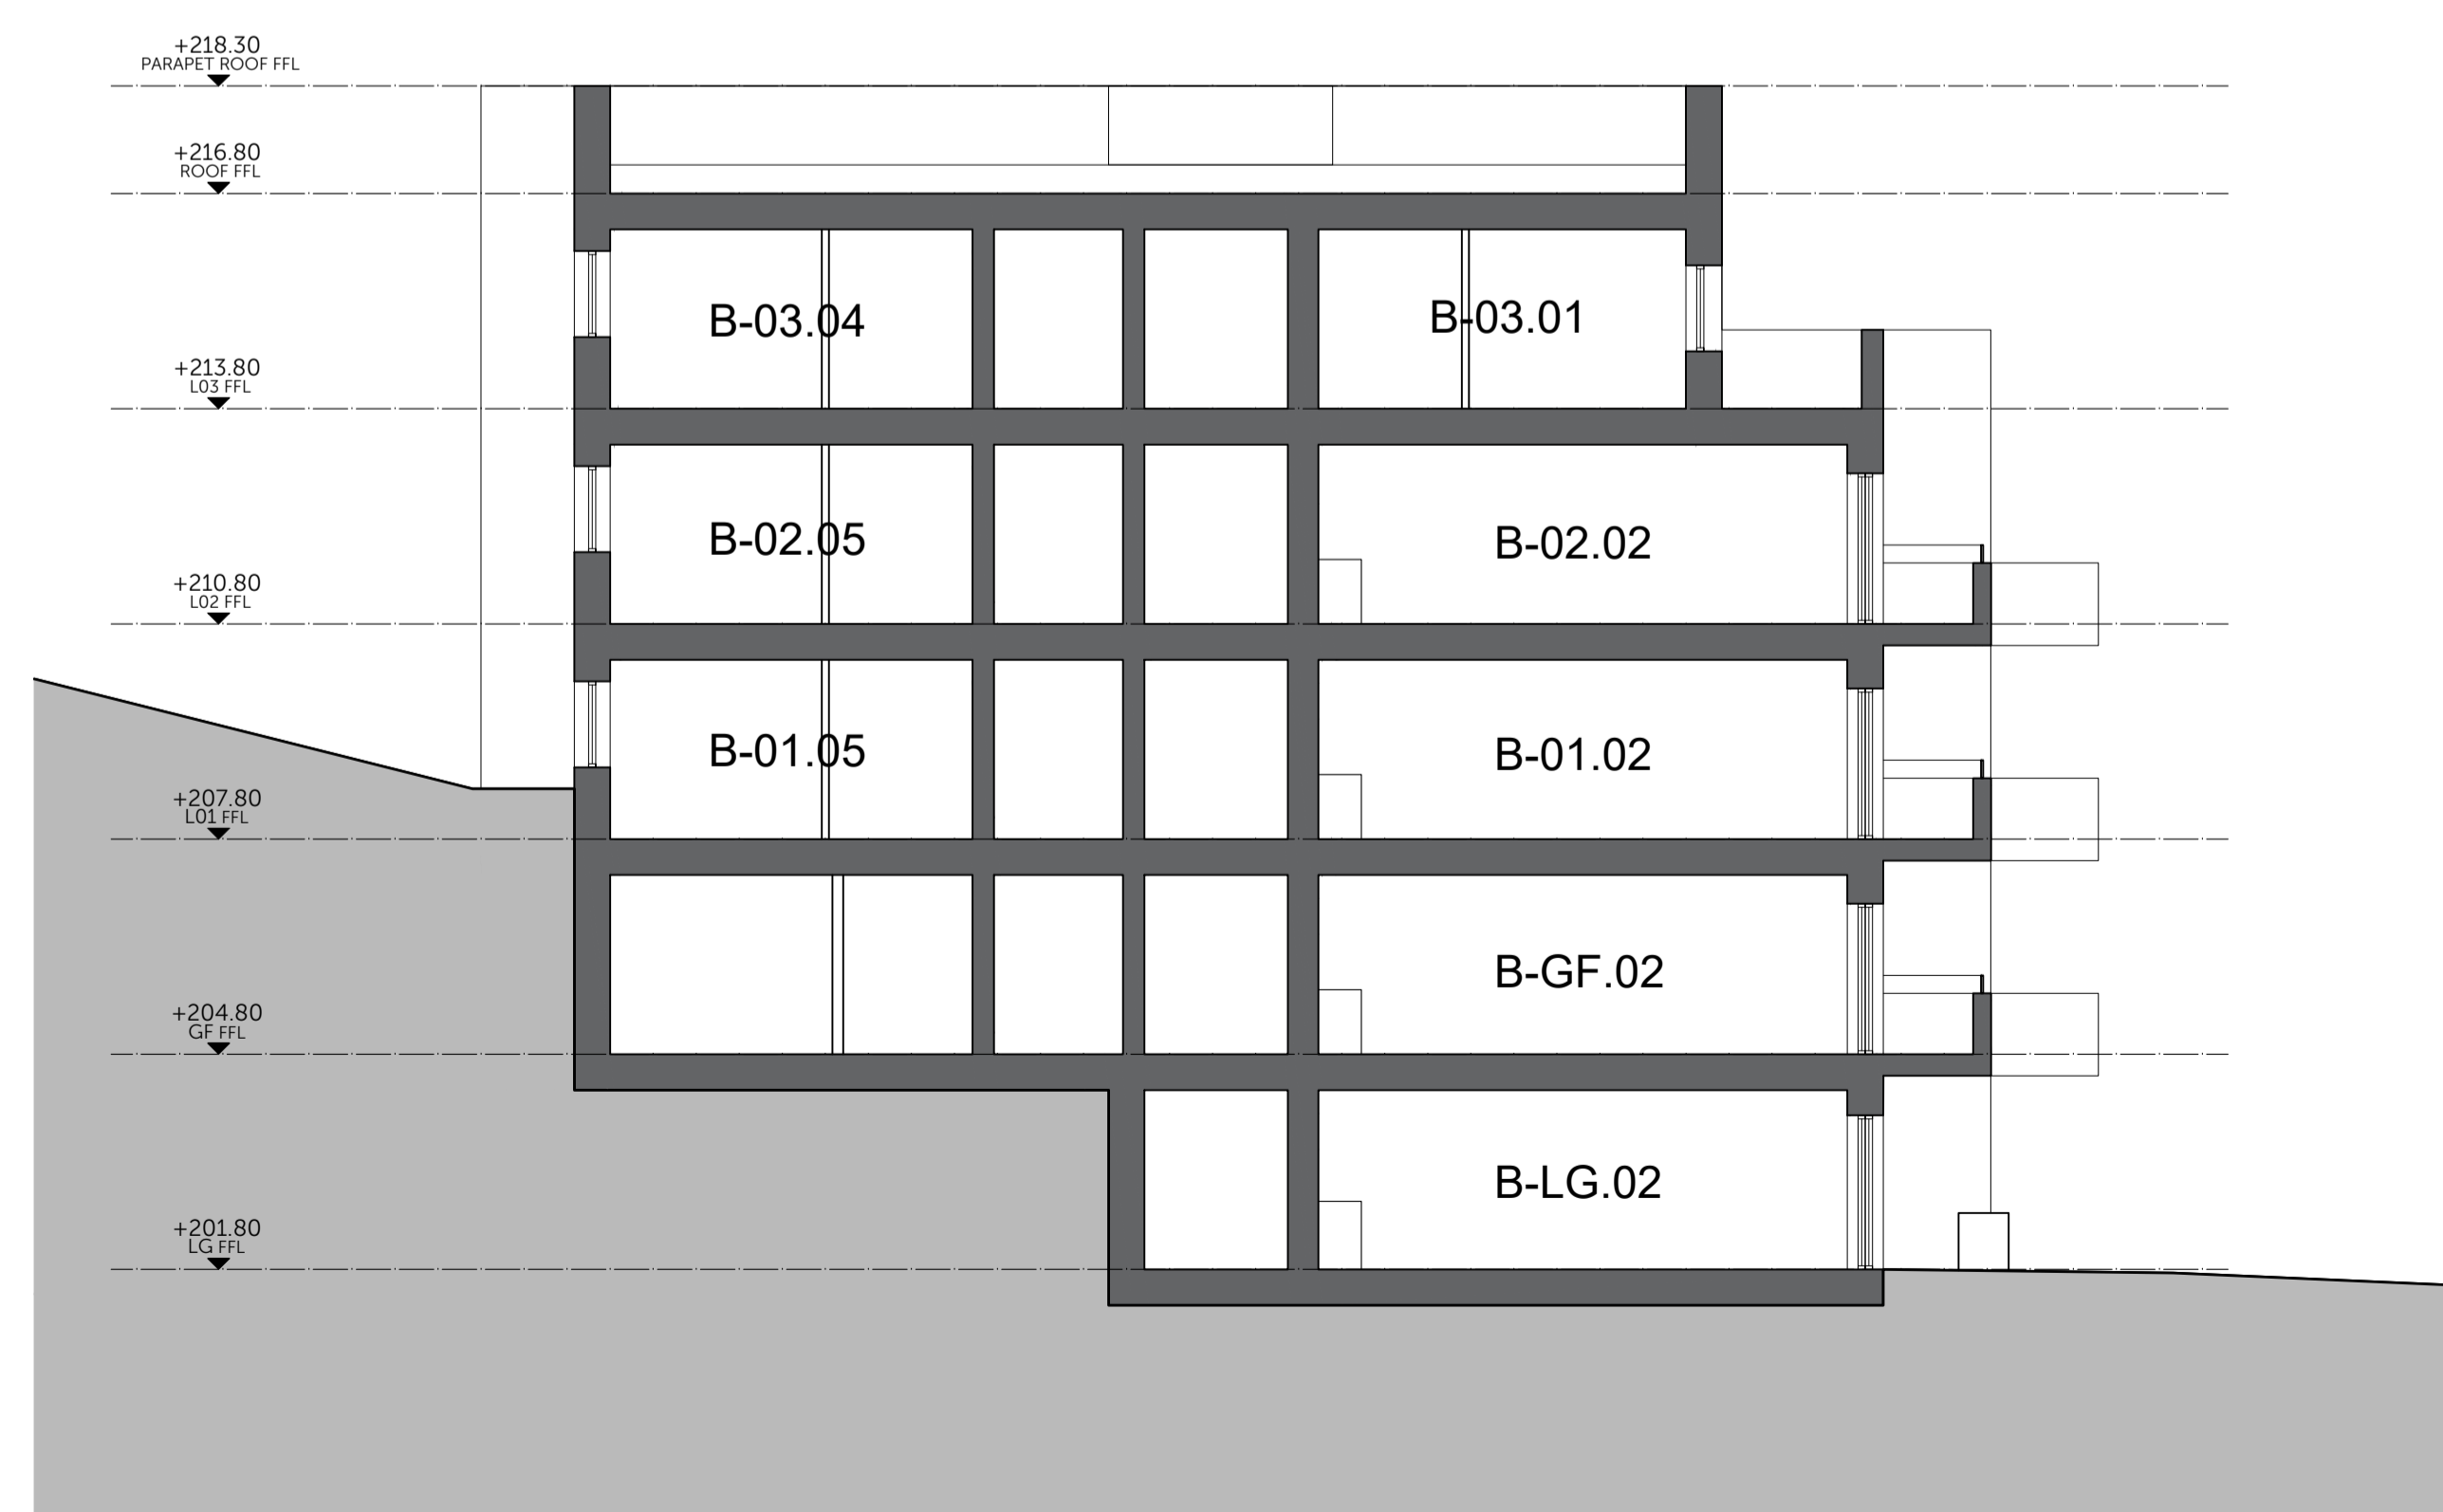 +218.30
PARAPET ROOF FFL
+216.80
ROOF FFL
B-03.04
B-03.01
+213.80
L03 FFL
B-02.05
B-02.02
+210.80
L02 FFL
B-01.05
B-01.02
+207.80
L01 FFL
B-GF.02
+204.80
GF FFL
B-LG.02
+201.80
LG FFL